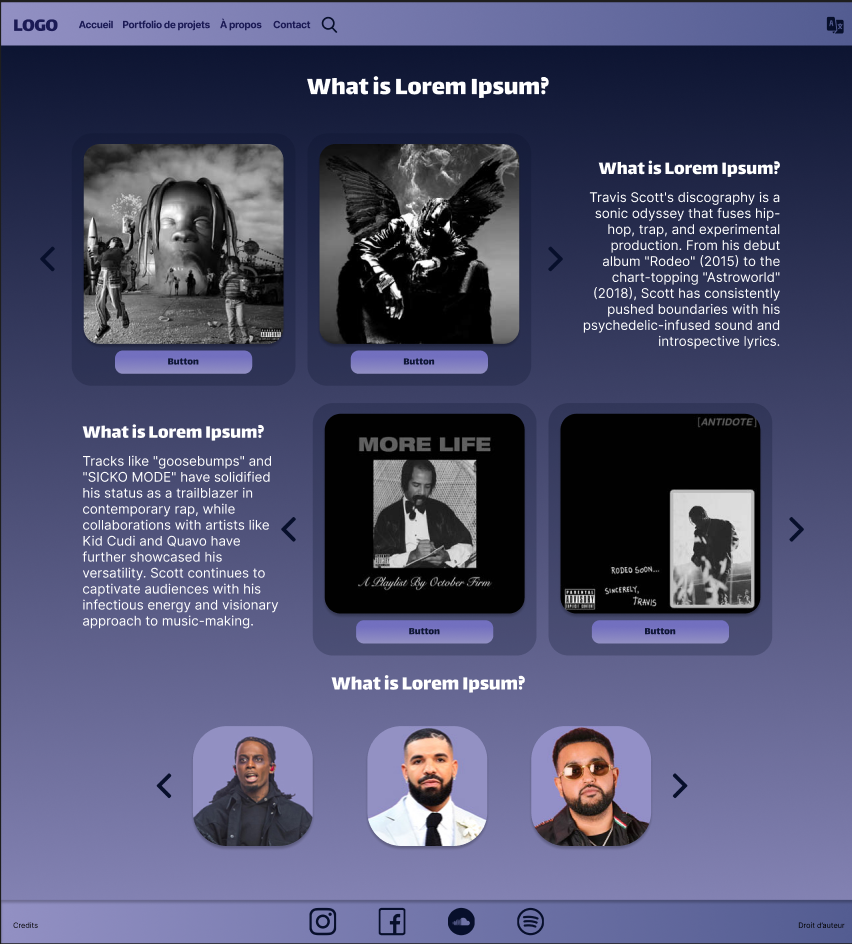 LOGO Accueil Portfolio de projets À propos Contact
What is Lorem Ipsum?
Button
Button
What is Lorem Ipsum?
Travis Scott's discography is a
sonic odyssey that fuses hip-
hop, trap, and experimental
production. From his debut
album "Rodeo" (2015) to the
chart-topping "Astroworld"
(2018), Scott has consistently
pushed boundaries with his
psychedelic-infused sound and
introspective lyrics.
What is Lorem Ipsum?
Tracks like "goosebumps" and
"SICKO MODE" have solidified
his status as a trailblazer in
contemporary rap, while
collaborations with artists like
Kid Cudi and Quavo have
further showcased his
versatility. Scott continues to
captivate audiences with his
infectious energy and visionary
approach to music-making.
MORE LIFE
A Playlist By October Firm
Button
[ANTIDOTE]
RODEO SOON...
SINCERELY,
TRAVIS
PARENTAL
ADVISORY
EXPLICIT CONTENT
Button
What is Lorem Ipsum?
Credits
Droit d'auteur